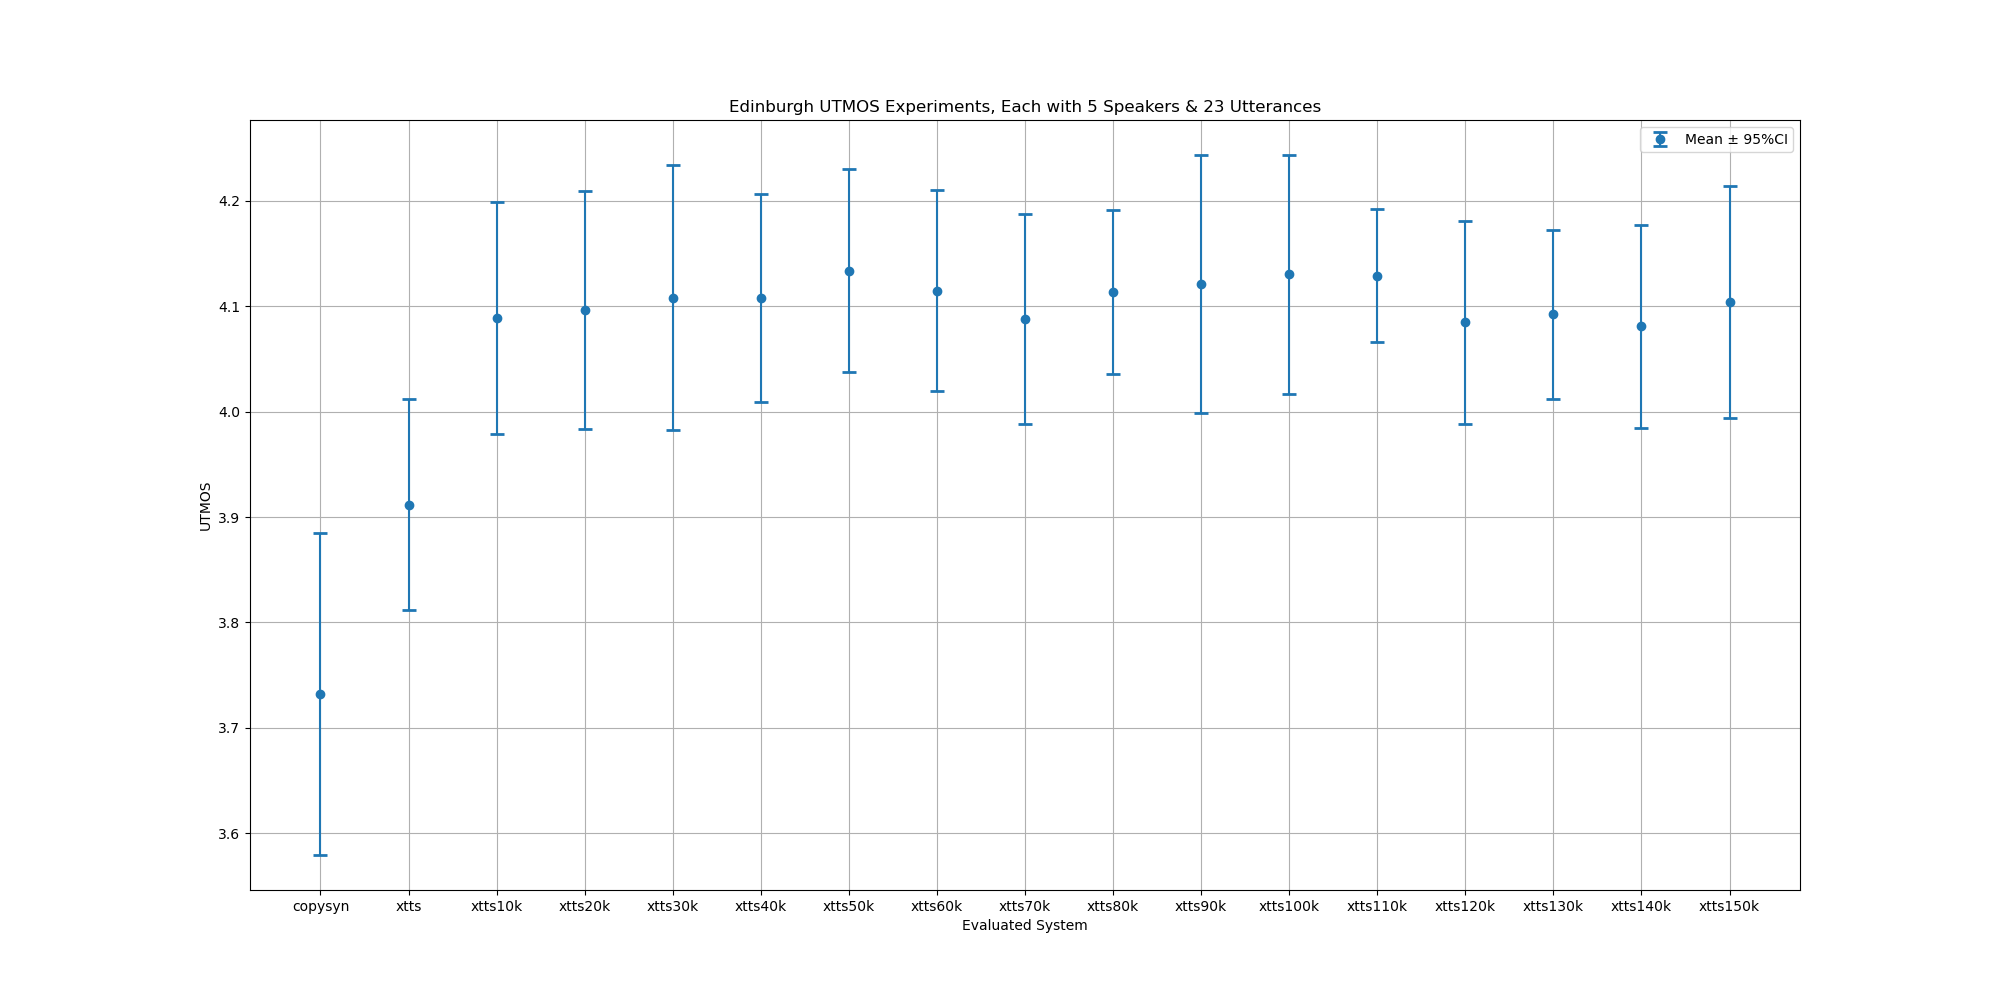 Edinburgh UTMOS Experiments, Each with 5 Speakers & 23 Utterances
Mean ± 95%CI
4.2
4.1
4.0
3.9
3.8
3.7
3.6
UTMOS
copysyn xtts xtts10k xtts20k xtts30k xtts40k xtts50k xtts60k xtts70k xtts80k xtts90k xtts100k xtts110k xtts120k xtts130k xtts140k xtts150k
Evaluated System